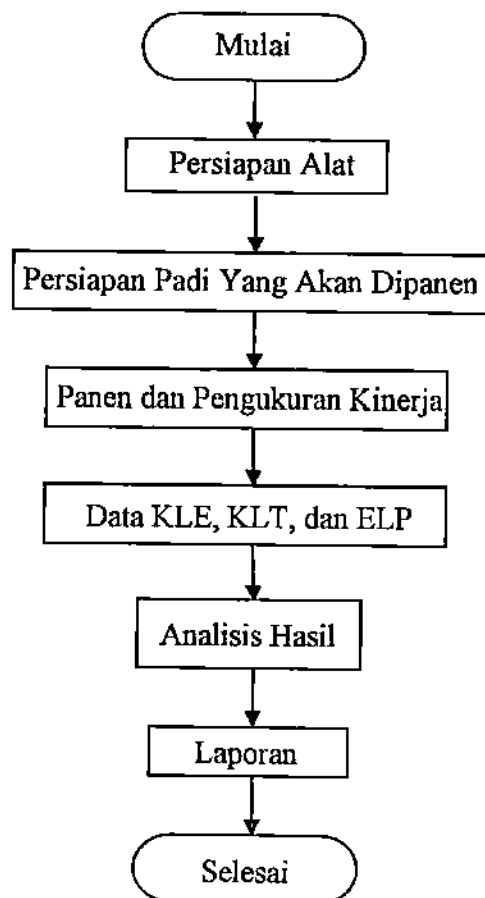 Mulai
Persiapan Alat
Persiapan Padi Yang Akan Dipanen
Panen dan Pengukuran Kinerja
Data KLE, KLT, dan ELP
Analisis Hasil
Laporan
Selesai